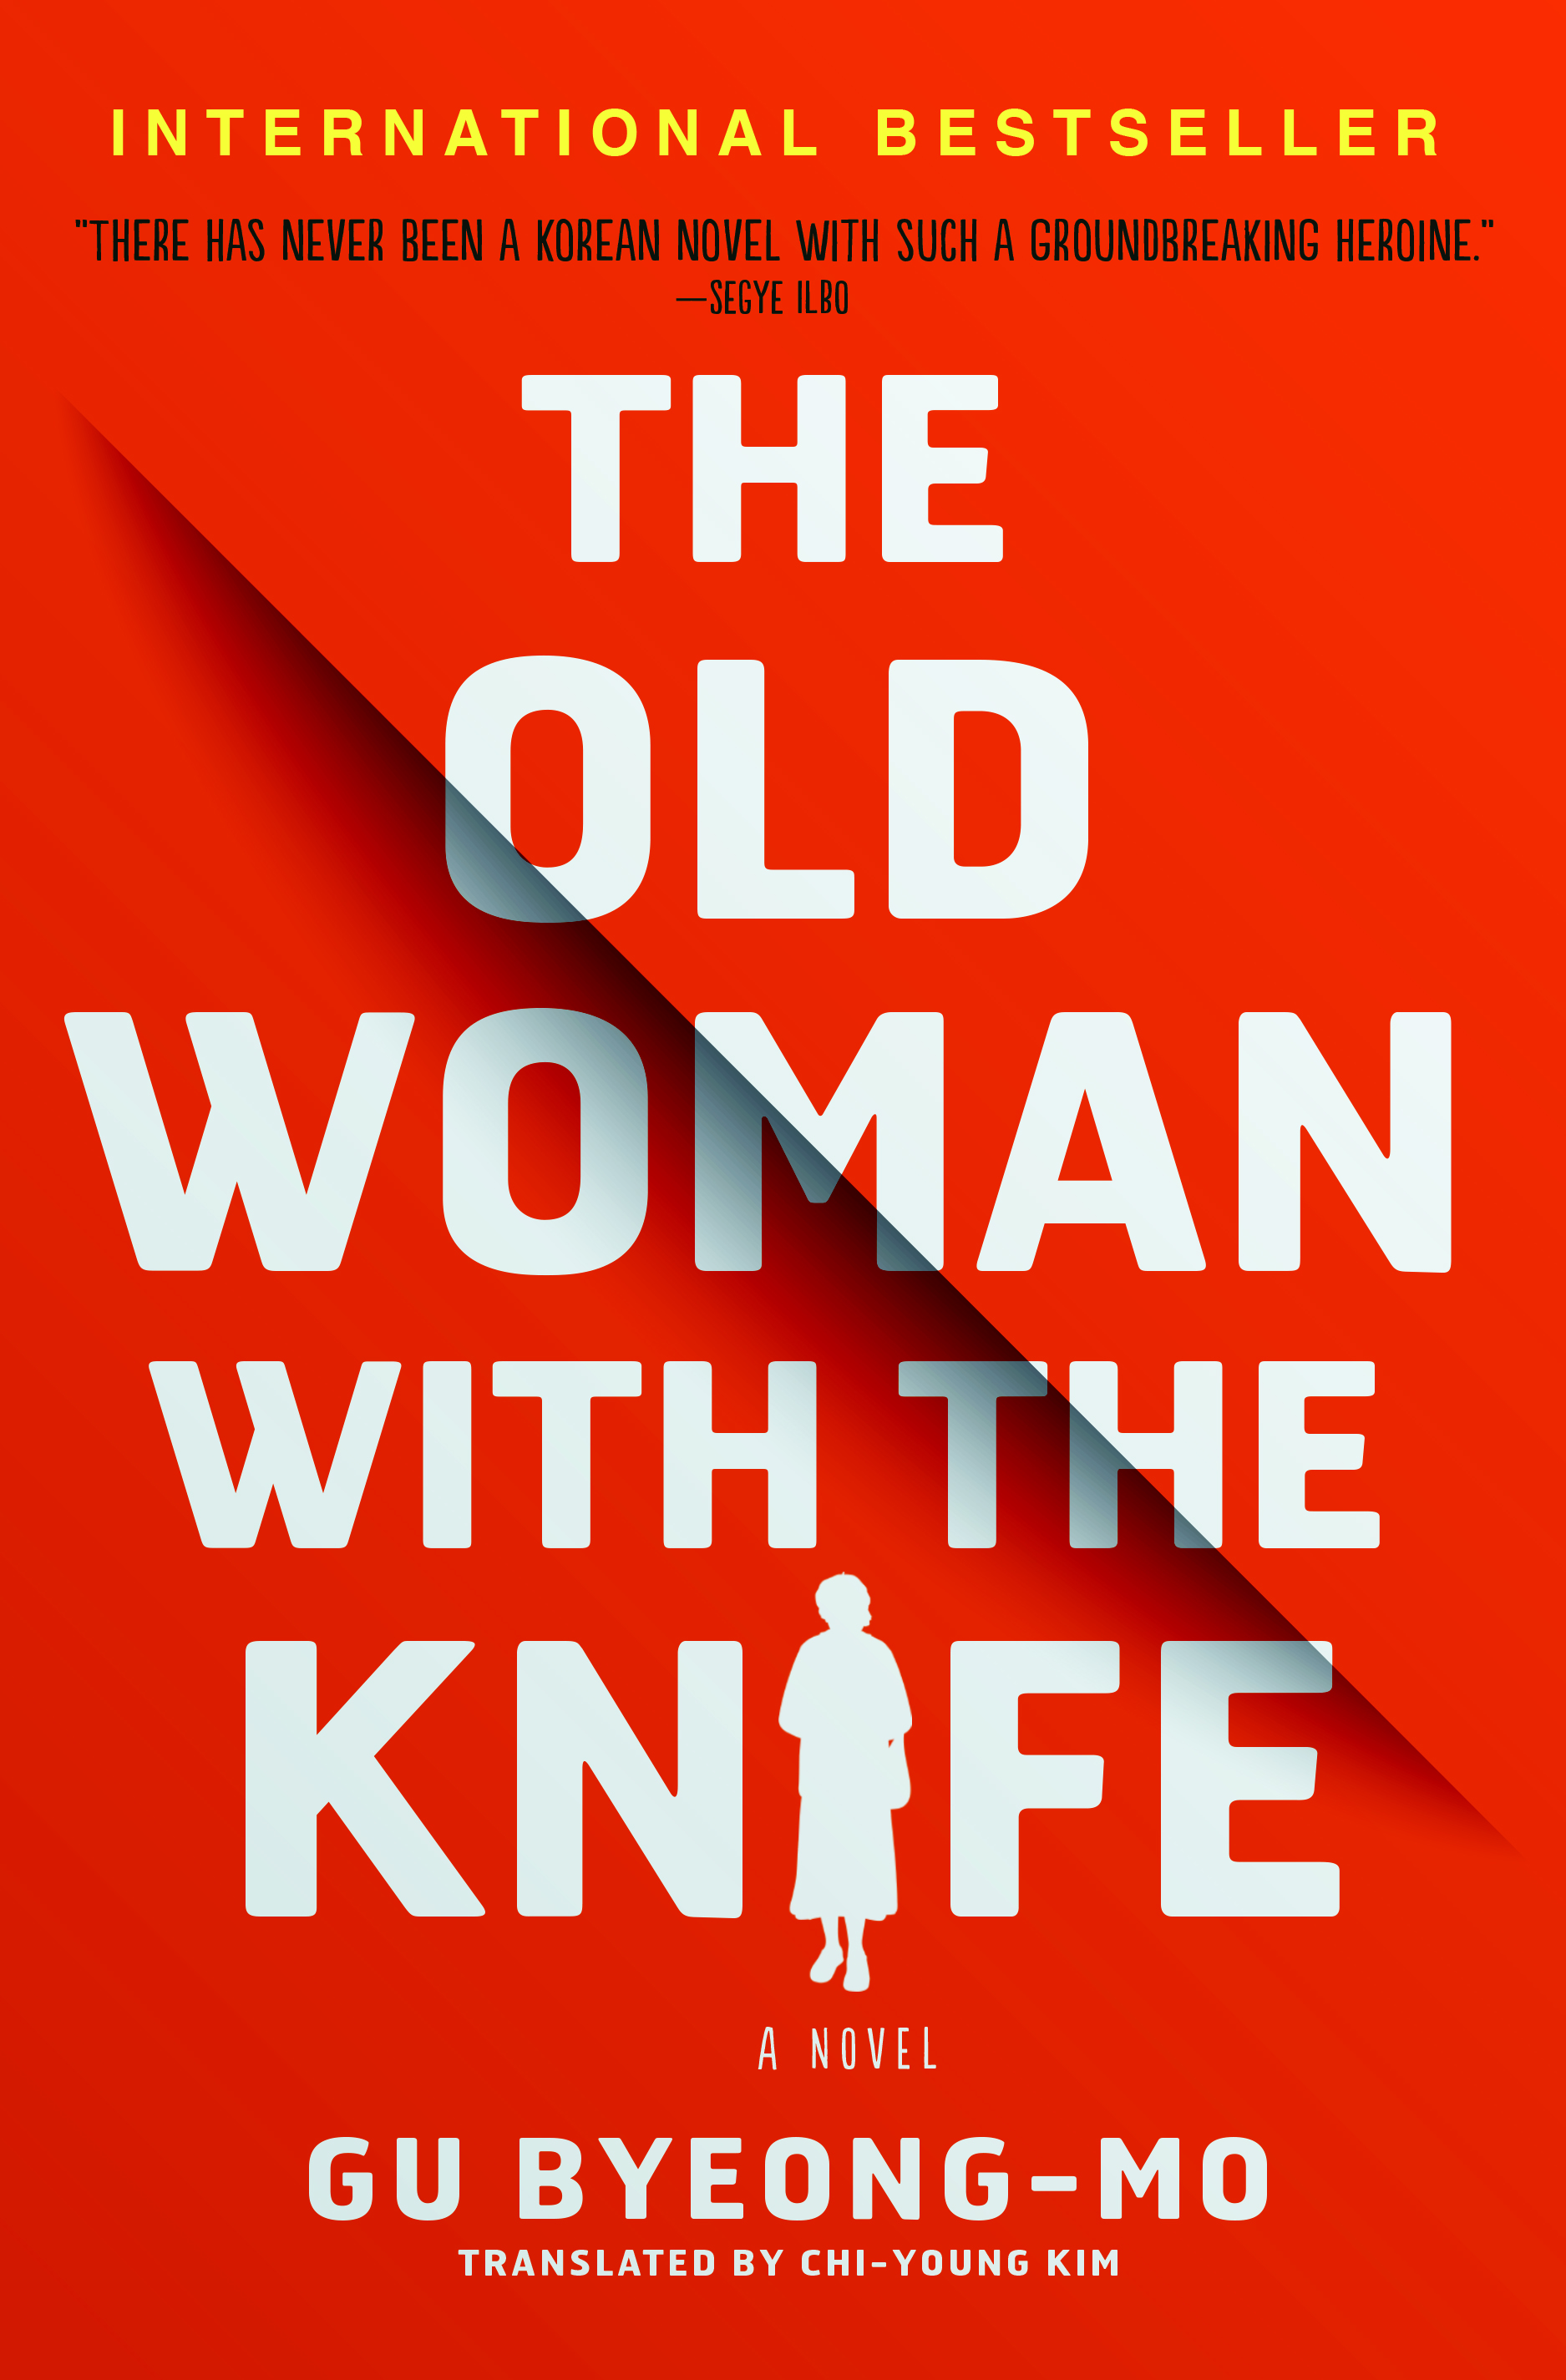 INTERNATIONAL BESTSELLER
"THERE HAS NEVER BEEN A KOREAN NOVEL WITH SUCH A GROUNDBREAKING HEROINE."
—SEGYE ILBO
THE
OLD
WOMAN
WITH THE
KNIFE
A NOVEL
GU BYEONG-MO
TRANSLATED BY CHI-YOUNG KIM